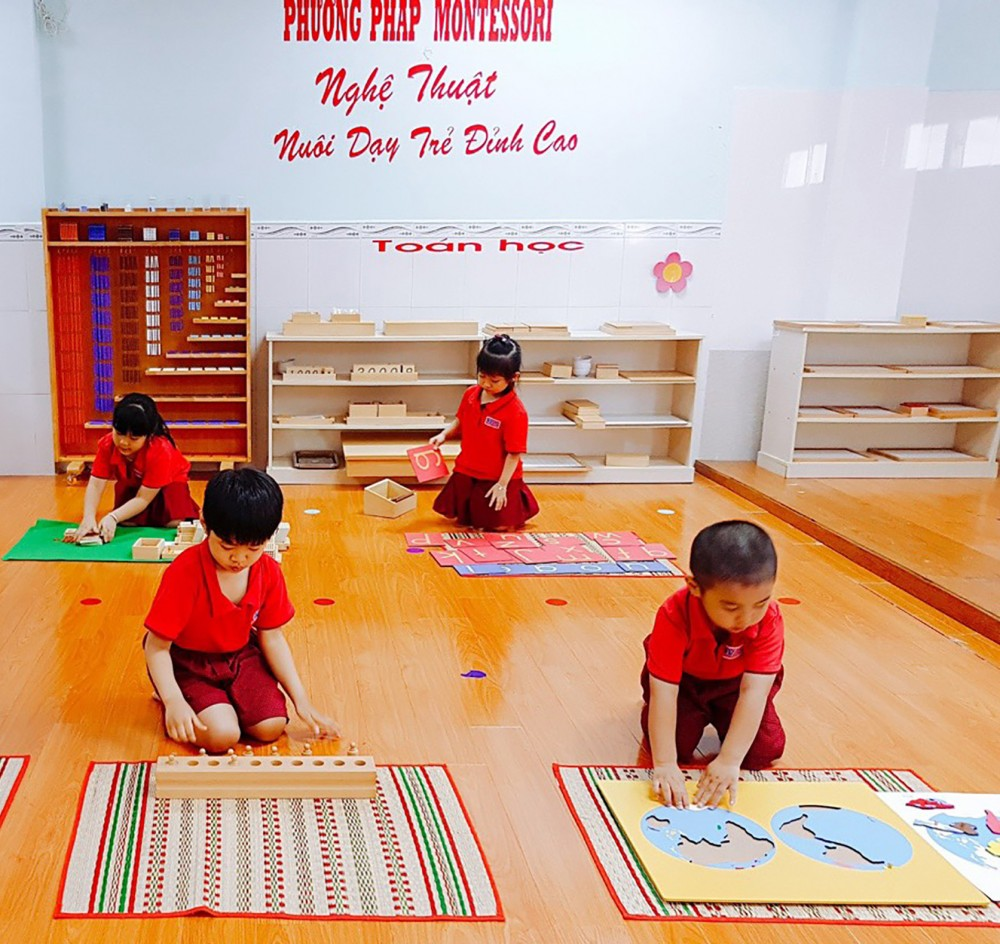 PHƯƠNG PHÁP MONTESSORI
Nghệ Thuật
Nuôi Dạy Trẻ Đỉnh Cao
Toán học